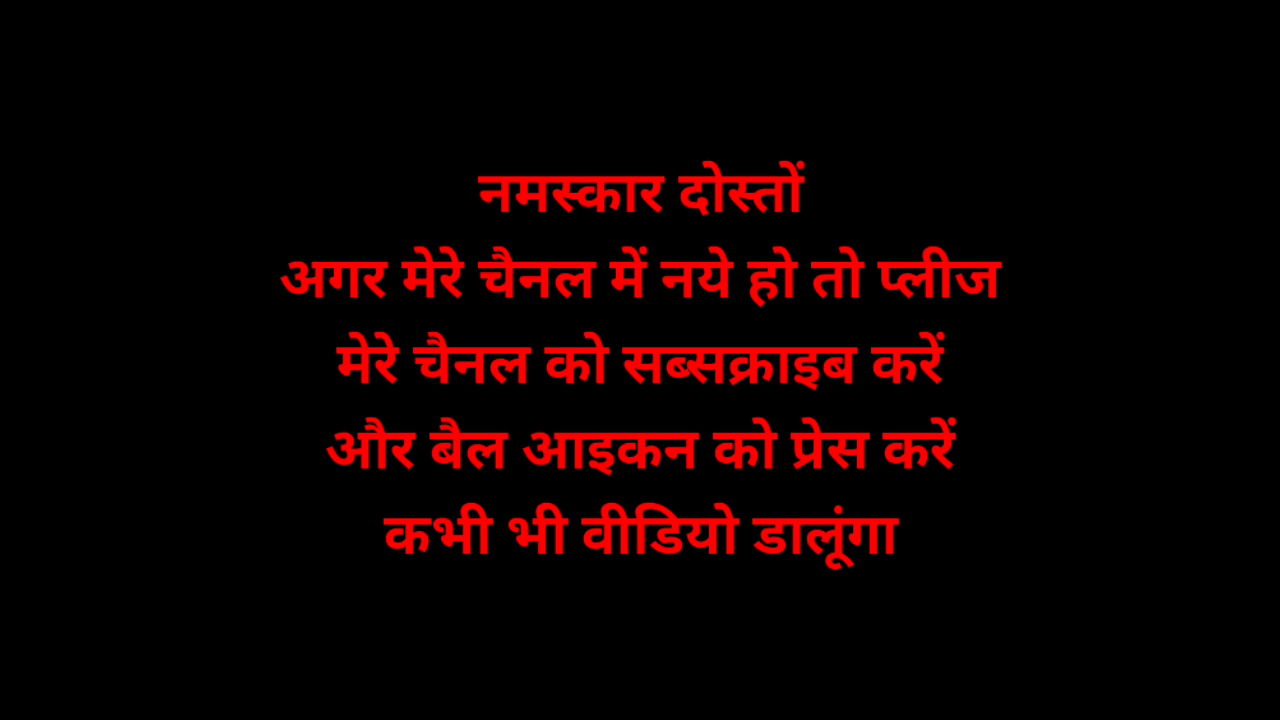 नमस्कार दोस्तों
अगर मेरे चैनल में नये हो तो प्लीज
मेरे चैनल को सब्सक्राइब करें
और बैल आइकन को प्रेस करें
कभी भी वीडियो डालूंगा